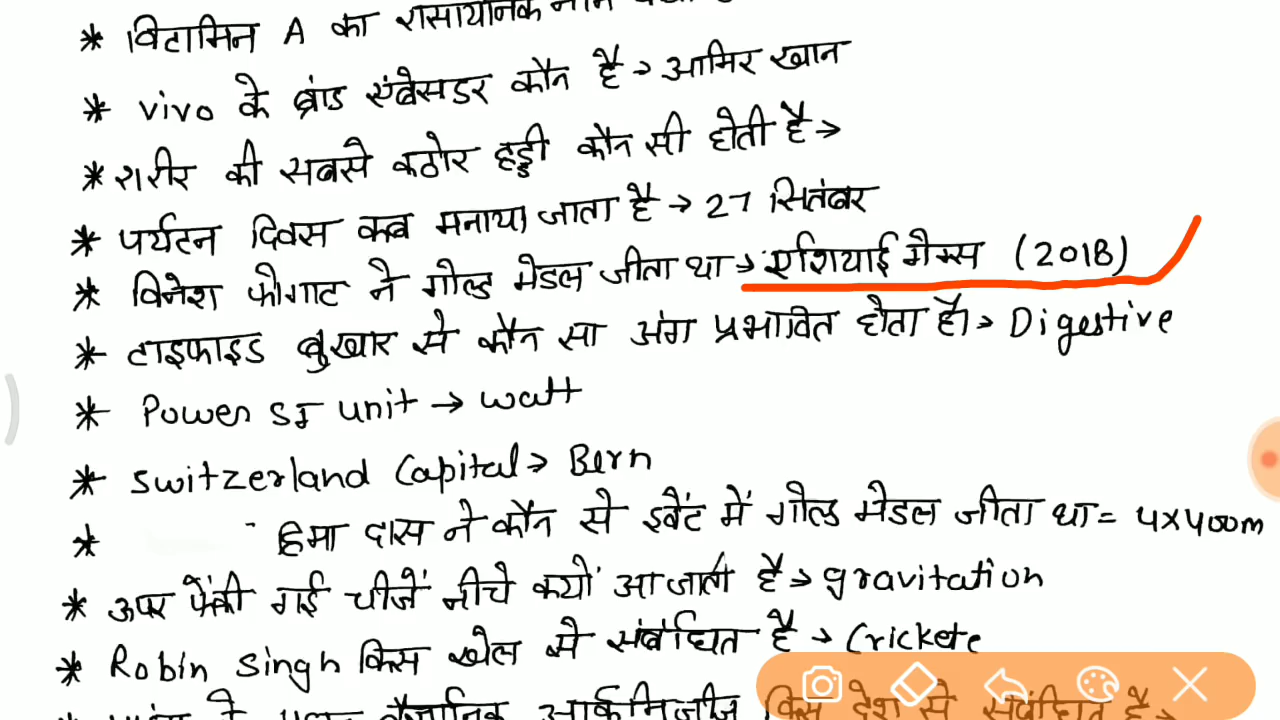 * विटामिन A का रासायनिक नाम
* vivo के ब्रांड एंबेसडर कौन है → आमिर खान
* शरीर की सबसे कठोर हड्डी कौन सी होती है →
* पर्यटन दिवस कब मनाया जाता है → 27 सितंबर
* विनेश फोगाट ने गोल्ड मेडल जीता था → एशियाई गेम्स (2018)
* टाइफाइड बुखार से कौन सा अंग प्रभावित होता है। → Digestive
* Power SI unit → watt
* Switzerland Capital → Bern
* हिमा दास ने कौन से इवेंट में गोल्ड मेडल जीता था = 4x400m
* ऊपर फेंकी गई चीजें नीचे क्यों आ जाती है → gravitation
* Robin Singh किस खेल से संबंधित है → Crickete
* आर्कमिजीज किस देश से संबंधित है →